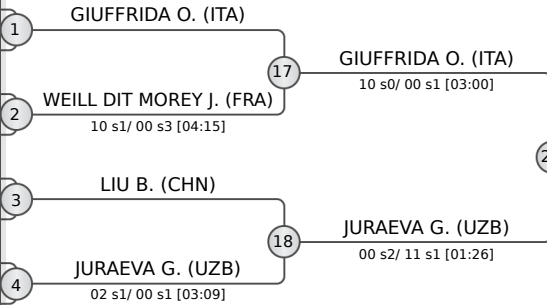 GIUFFRIDA O. (ITA)
1
17
GIUFFRIDA O. (ITA)
10 s0/ 00 s1 [03:00]
WEILL DIT MOREY J. (FRA)
2
10 s1/ 00 s3 [04:15]
LIU B. (CHN)
3
18
JURAEVA G. (UZB)
00 s2/ 11 s1 [01:26]
JURAEVA G. (UZB)
4
02 s1/ 00 s1 [03:09]